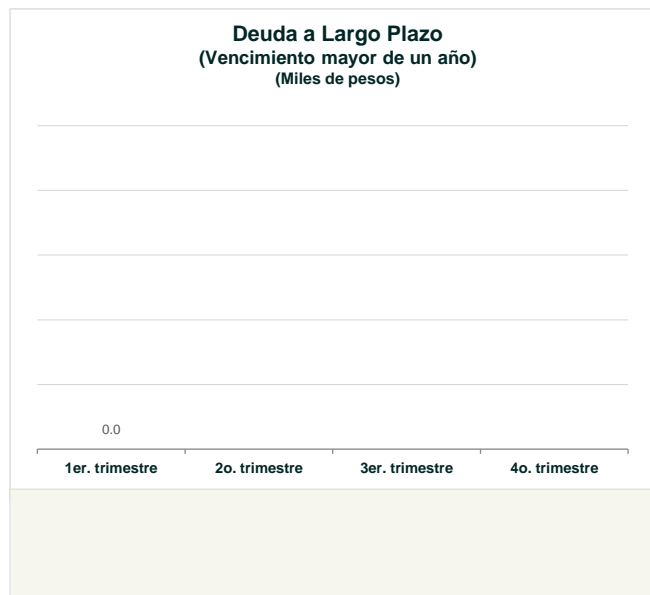 Deuda a Largo Plazo
(Vencimiento mayor de un año)
(Miles de pesos)
0.0
1er. trimestre 2o. trimestre 3er. trimestre 4o. trimestre